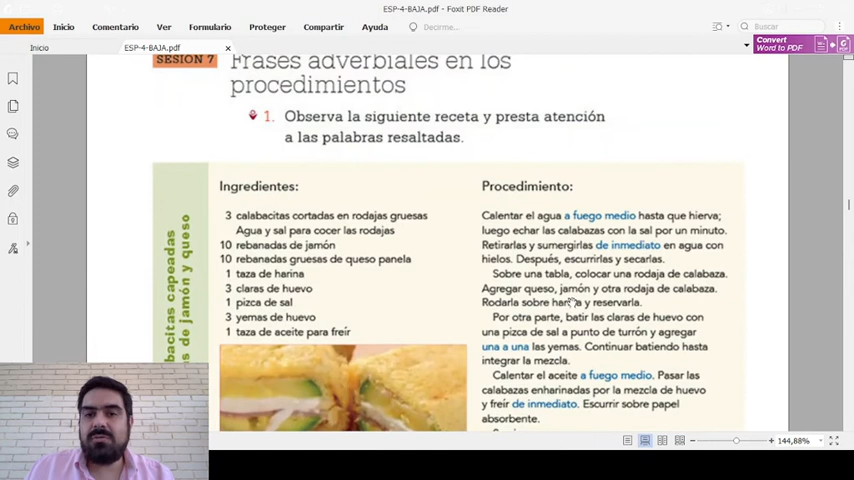 ESP-4-BAJA.pdf - Foxit PDF Reader
Archivo Inicio Comentario Ver Formulario Proteger Compartir Ayuda Decirme... Buscar
Inicio ESP-4-BAJA.pdf
Convert
Word to PDF
SESIÓN 7
Frases adverbiales en los
procedimientos
1. Observa la siguiente receta y presta atención
a las palabras resaltadas.
bacitas capeadas
s de jamón y queso
Ingredientes:
3 calabacitas cortadas en rodajas gruesas
Agua y sal para cocer las rodajas
10 rebanadas de jamón
10 rebanadas gruesas de queso panela
1 taza de harina
3 claras de huevo
1 pizca de sal
3 yemas de huevo
1 taza de aceite para freír
Procedimiento:
Calentar el agua a fuego medio hasta que hierva;
luego echar las calabazas con la sal por un minuto.
Retirarlas y sumergirlas de inmediato en agua con
hielos. Después, escurrirlas y secarlas.
Sobre una tabla, colocar una rodaja de calabaza.
Agregar queso, jamón y otra rodaja de calabaza.
Rodarla sobre harina y reservarla.
Por otra parte, batir las claras de huevo con
una pizca de sal a punto de turrón y agregar
una a una las yemas. Continuar batiendo hasta
integrar la mezcla.
Calentar el aceite a fuego medio. Pasar las
calabazas enharinadas por la mezcla de huevo
y freír de inmediato. Escurrir sobre papel
absorbente.
144,88%